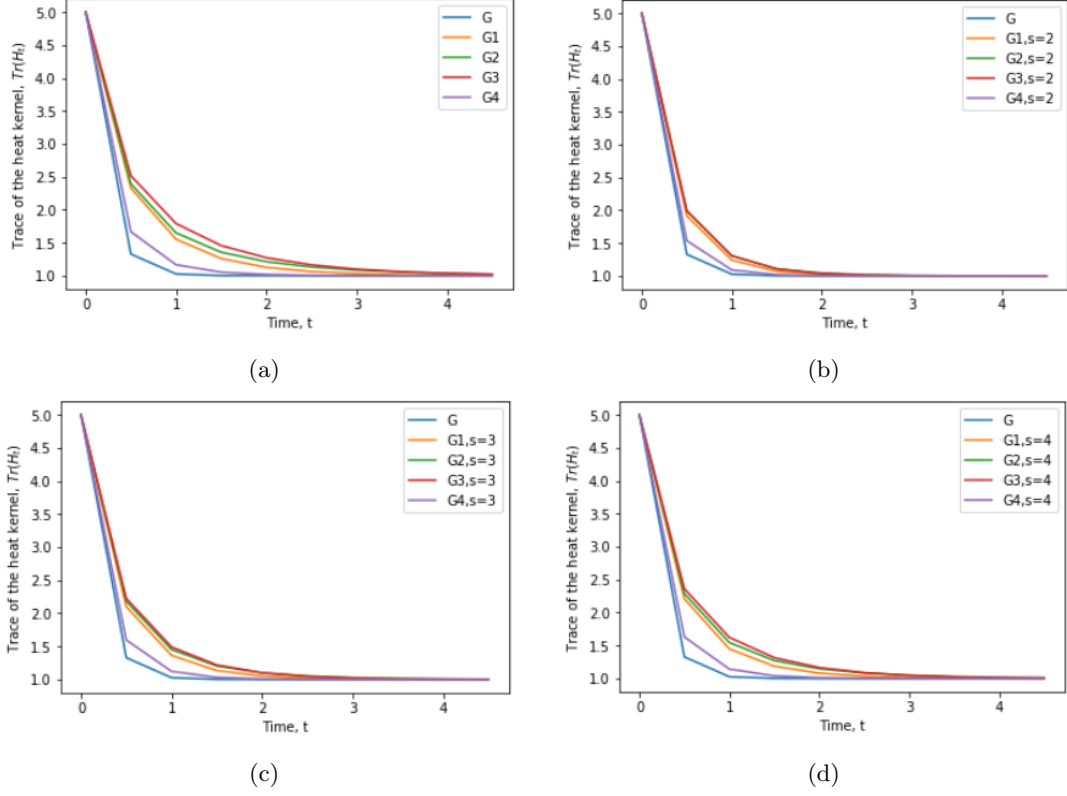 5.0
4.5
4.0
3.5
3.0
2.5
2.0
1.5
1.0
Trace of the heat kernel, Tr(Hₜ)
0 1 2 3 4
Time, t
G
G1
G2
G3
G4
(a)
5.0
4.5
4.0
3.5
3.0
2.5
2.0
1.5
1.0
Trace of the heat kernel, Tr(Hₜ)
0 1 2 3 4
Time, t
G
G1,s=2
G2,s=2
G3,s=2
G4,s=2
(b)
5.0
4.5
4.0
3.5
3.0
2.5
2.0
1.5
1.0
Trace of the heat kernel, Tr(Hₜ)
0 1 2 3 4
Time, t
G
G1,s=3
G2,s=3
G3,s=3
G4,s=3
(c)
5.0
4.5
4.0
3.5
3.0
2.5
2.0
1.5
1.0
Trace of the heat kernel, Tr(Hₜ)
0 1 2 3 4
Time, t
G
G1,s=4
G2,s=4
G3,s=4
G4,s=4
(d)